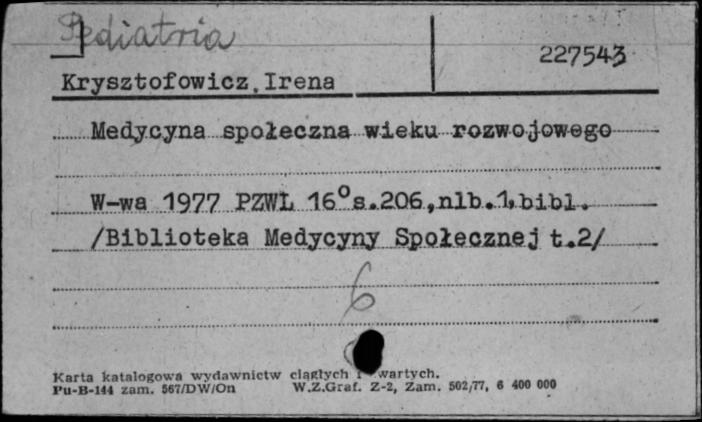 Pediatria
227543
Krysztofowicz, Irena
Medycyna społeczna wieku rozwojowego
W-wa 1977 PZWL 16° s.206,nlb.1,bibl.
/Biblioteka Medycyny Społecznej t.2/
6
Karta katalogowa wydawnictw ciągłych i zwartych.
Pu-B-144 zam. 567/DW/On W.Z.Graf. Z-2, Zam. 502/77, 6 400 000